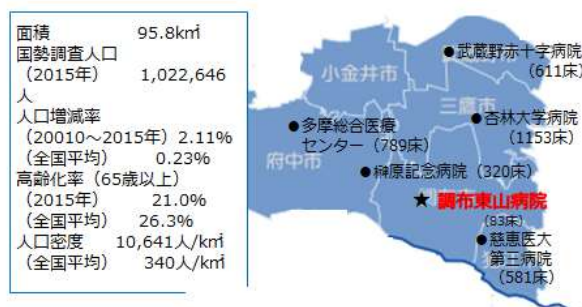 面積　95.8k㎡
国勢調査人口
（2015年）　1,022,646
人
人口増減率
（20010～2015年）2.11%
（全国平均）　0.23%
高齢化率（65歳以上）
（2015年）　21.0%
（全国平均）　26.3%
人口密度　10,641人/k㎡
（全国平均）　340人/k㎡
●武蔵野赤十字病院
（611床）
小金井市
三鷹市
●杏林大学病院
（1153床）
●多摩総合医療
センター（789床）
府中市
●榊原記念病院（320床）
★ 調布東山病院
（83床）
●慈恵医大
第三病院
（581床）